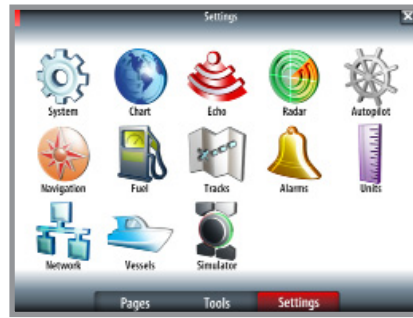 Settings
System Chart Echo Radar Autopilot
Navigation Fuel Tracks Alarms Units
Network Vessels Simulator
Pages Tools Settings